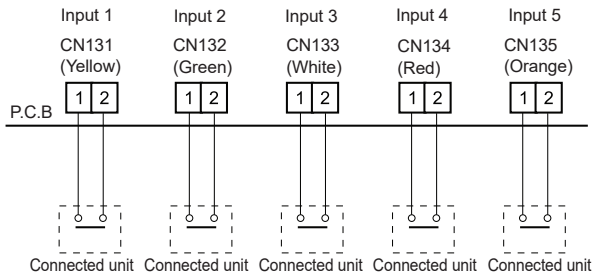 Input 1 Input 2 Input 3 Input 4 Input 5
CN131 CN132 CN133 CN134 CN135
(Yellow) (Green) (White) (Red) (Orange)
1 2 1 2 1 2 1 2 1 2
P.C.B
Connected unit Connected unit Connected unit Connected unit Connected unit